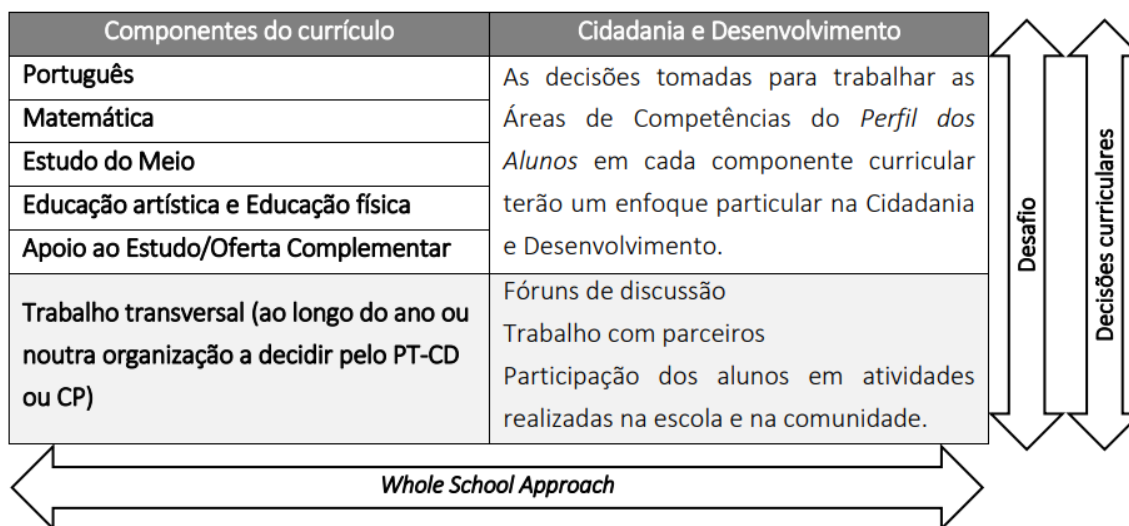 Componentes do currículo
Cidadania e Desenvolvimento
Português
Matemática
Estudo do Meio
Educação artística e Educação física
Apoio ao Estudo/Oferta Complementar
As decisões tomadas para trabalhar as
Áreas de Competências do Perfil dos
Alunos em cada componente curricular
terão um enfoque particular na Cidadania
e Desenvolvimento.
Trabalho transversal (ao longo do ano ou
noutra organização a decidir pelo PT-CD
ou CP)
Fóruns de discussão
Trabalho com parceiros
Participação dos alunos em atividades
realizadas na escola e na comunidade.
Desafio
Decisões curriculares
Whole School Approach